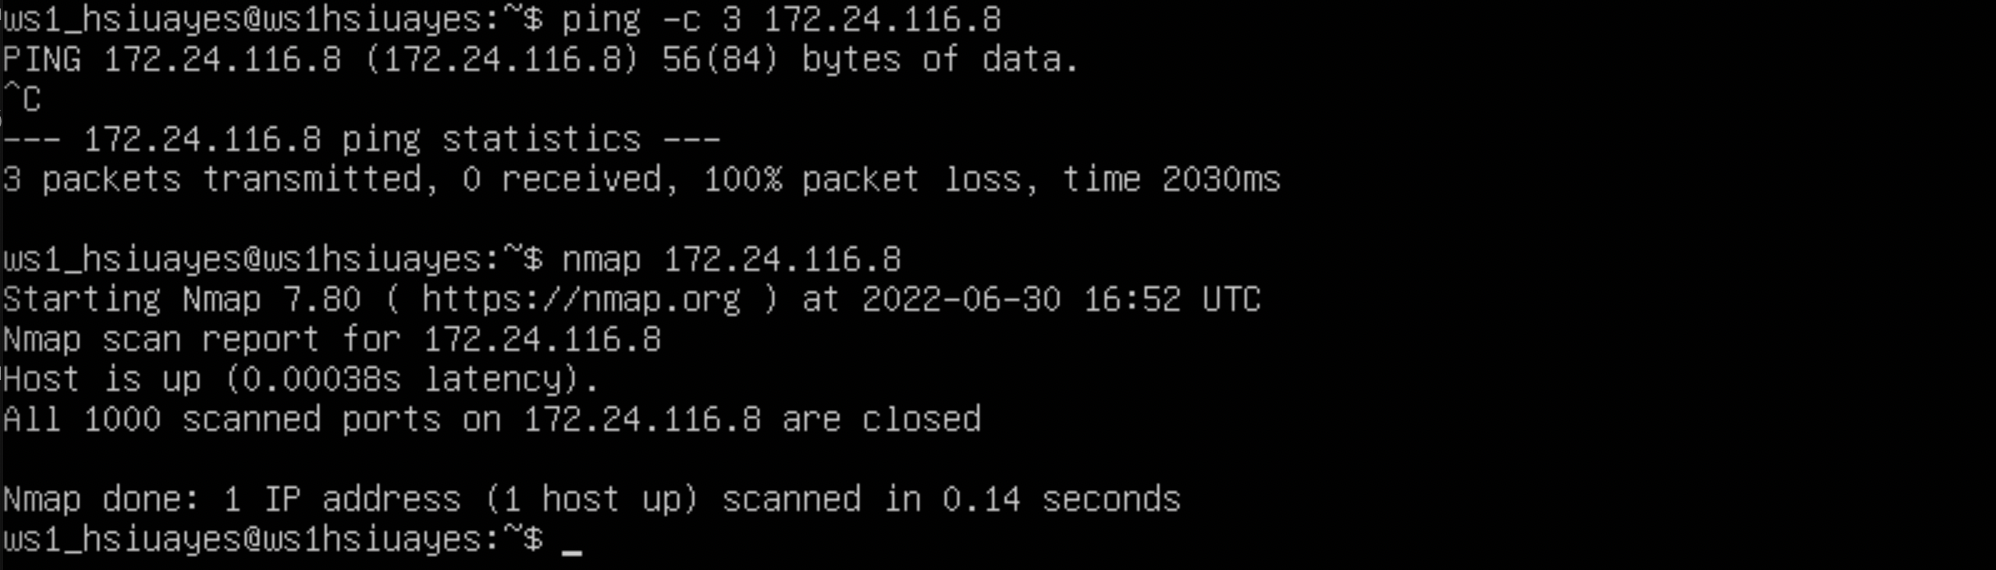 ws1_hsiuayes@ws1hsiuayes:~$ ping -c 3 172.24.116.8
PING 172.24.116.8 (172.24.116.8) 56(84) bytes of data.
^C
--- 172.24.116.8 ping statistics ---
3 packets transmitted, 0 received, 100% packet loss, time 2030ms
ws1_hsiuayes@ws1hsiuayes:~$ nmap 172.24.116.8
Starting Nmap 7.80 ( https://nmap.org ) at 2022-06-30 16:52 UTC
Nmap scan report for 172.24.116.8
Host is up (0.00038s latency).
All 1000 scanned ports on 172.24.116.8 are closed
Nmap done: 1 IP address (1 host up) scanned in 0.14 seconds
ws1_hsiuayes@ws1hsiuayes:~$ _